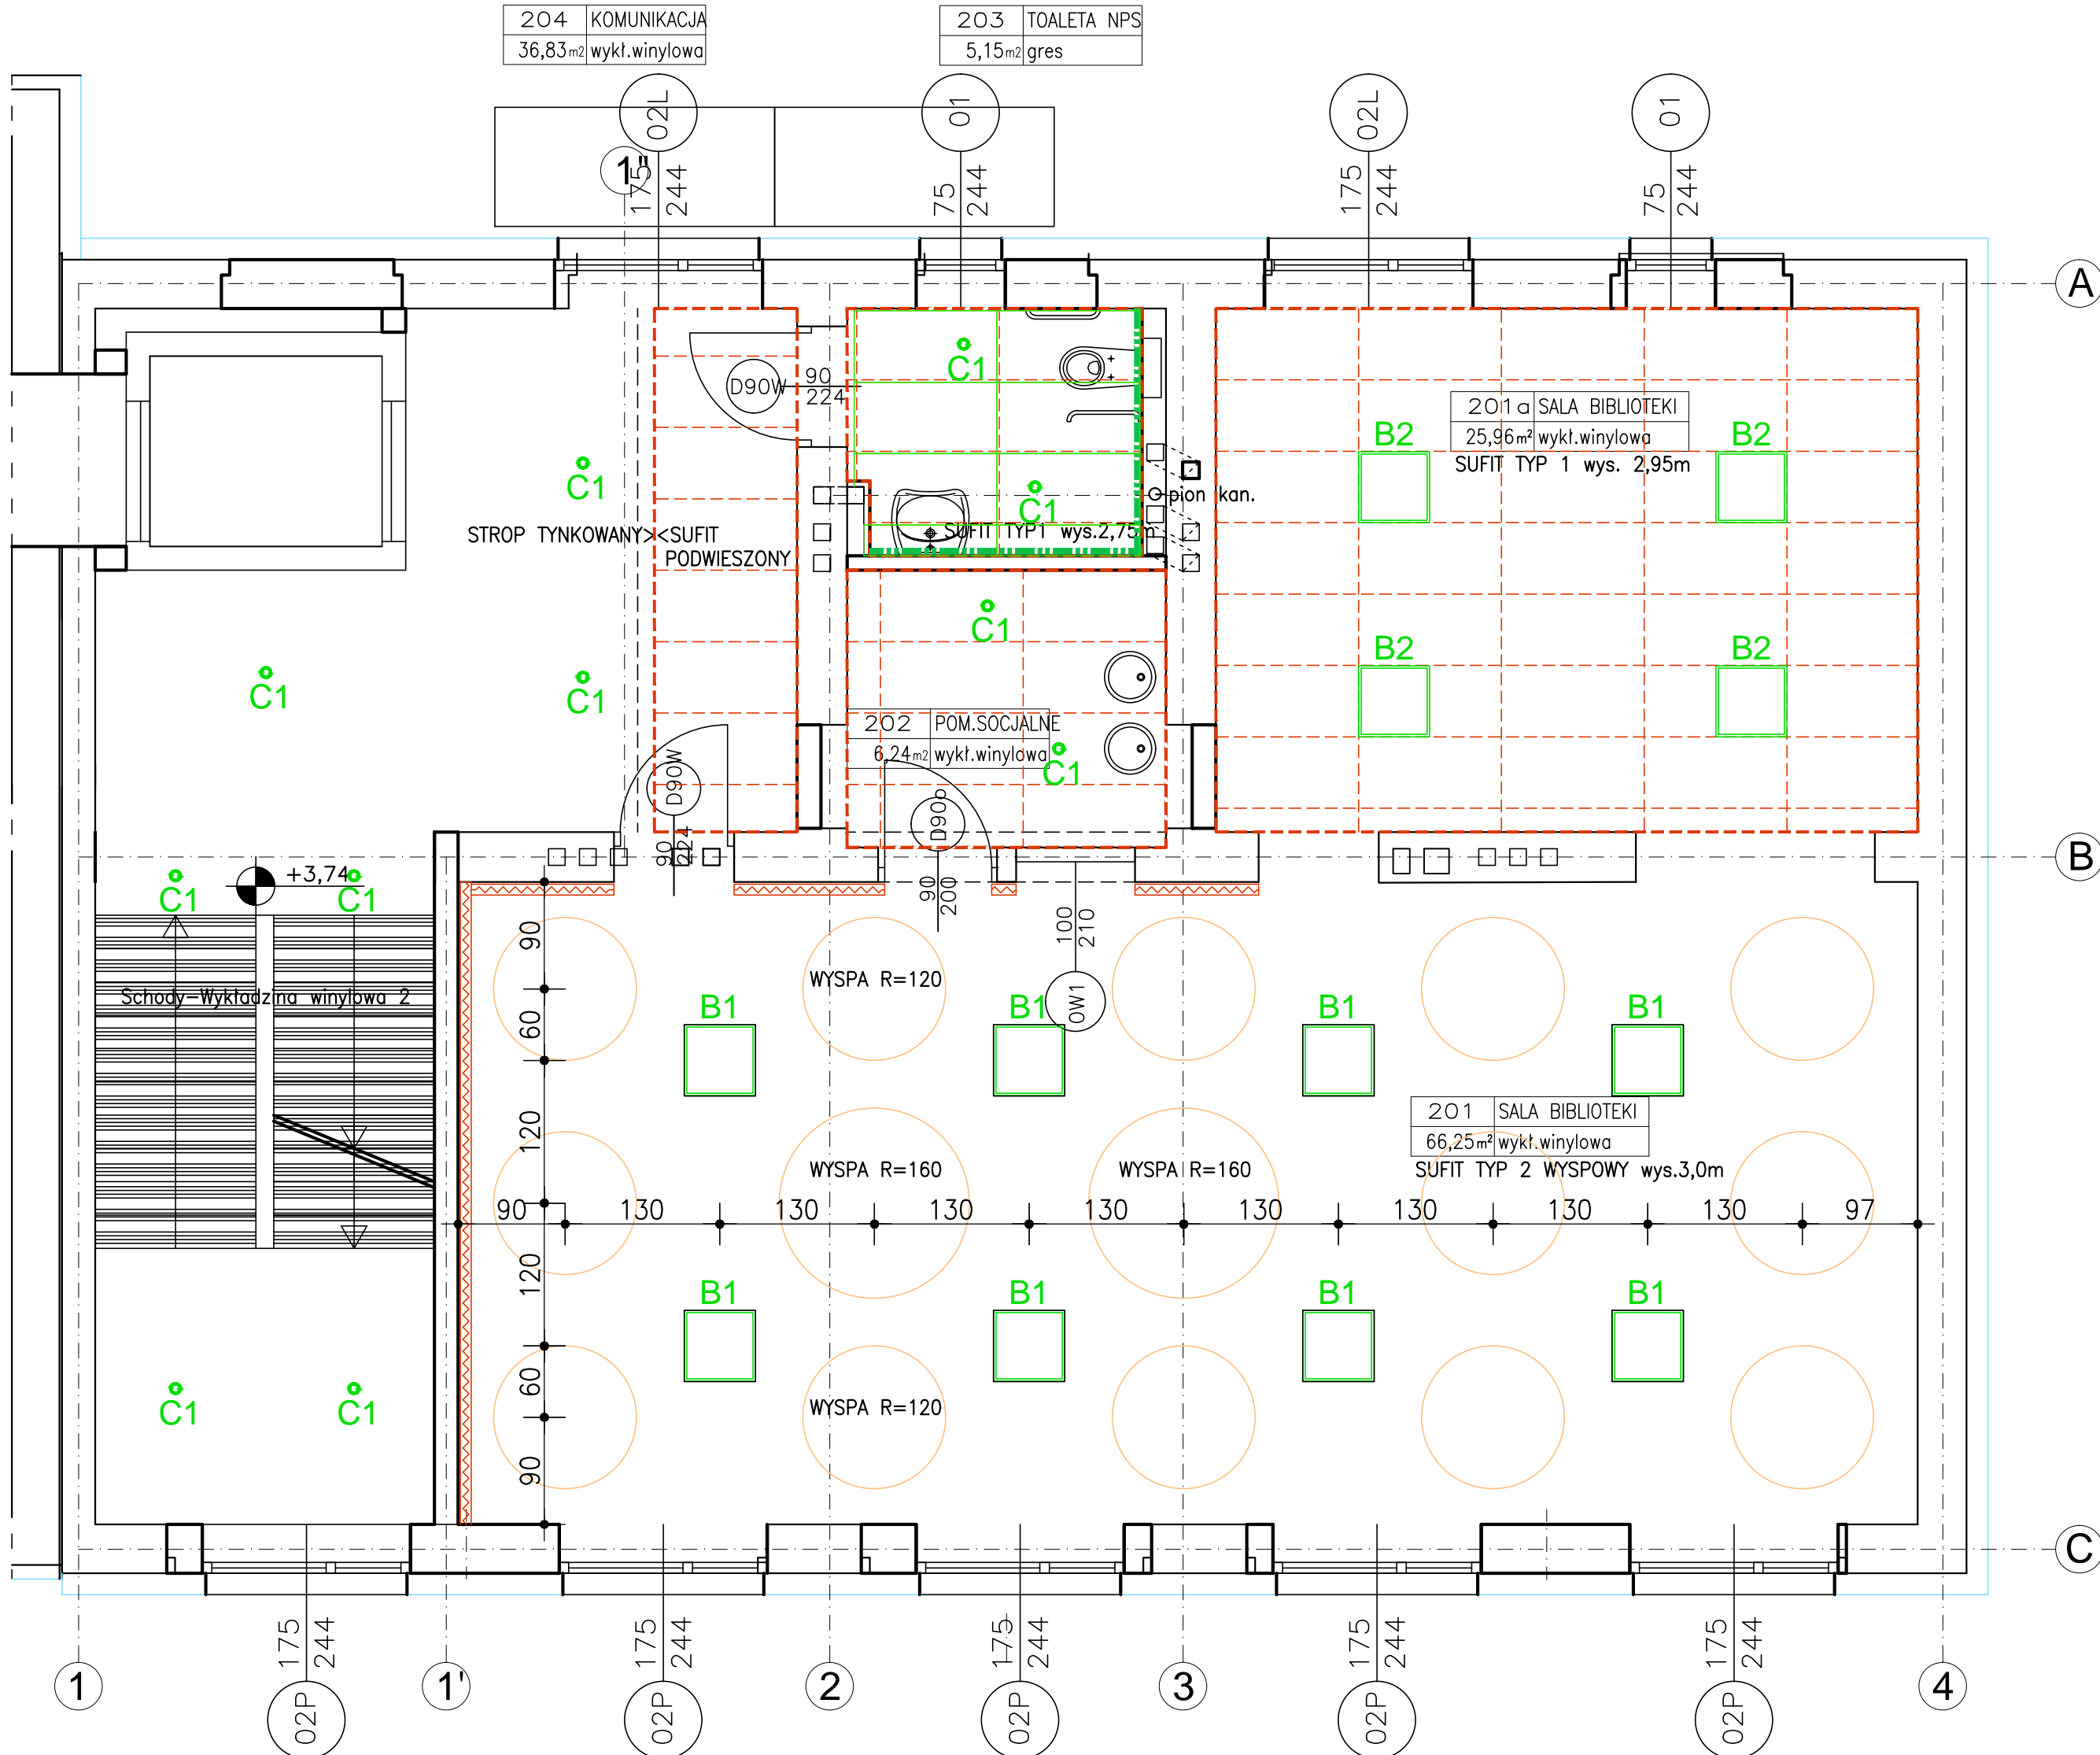 204 KOMUNIKACJA
36,83m2 wykł.winylowa
203 TOALETA NPS
5,15m2 gres
02L
01
02L
01
1"
175
244
75
244
175
244
75
244
A
C1
D90W
90
224
201a SALA BIBLIOTEKI
25,96m² wykł.winylowa
SUFIT TYP 1 wys. 2,95m
B2
B2
C1
C1
pion kan.
STROP TYNKOWANY><SUFIT
PODWIESZONY
SUFIT TYP1 wys.2,75m
C1
B2
B2
C1
C1
202 POM.SOCJALNE
6,24m2 wykł.winylowa
C1
D90W
90
224
D90p
90
200
B
+3,74
C1
C1
100
210
OW1
90
WYSPA R=120
Schody-Wykładzina winylowa 2
60
B1
B1
B1
B1
120
201 SALA BIBLIOTEKI
66,25m² wykł.winylowa
SUFIT TYP 2 WYSPOWY wys.3,0m
WYSPA R=160
WYSPA R=160
90
130
130
130
130
130
130
130
130
97
120
B1
B1
B1
B1
60
C1
C1
WYSPA R=120
90
C
175
244
175
244
175
244
175
244
175
244
1
1'
2
3
4
02P
02P
02P
02P
02P